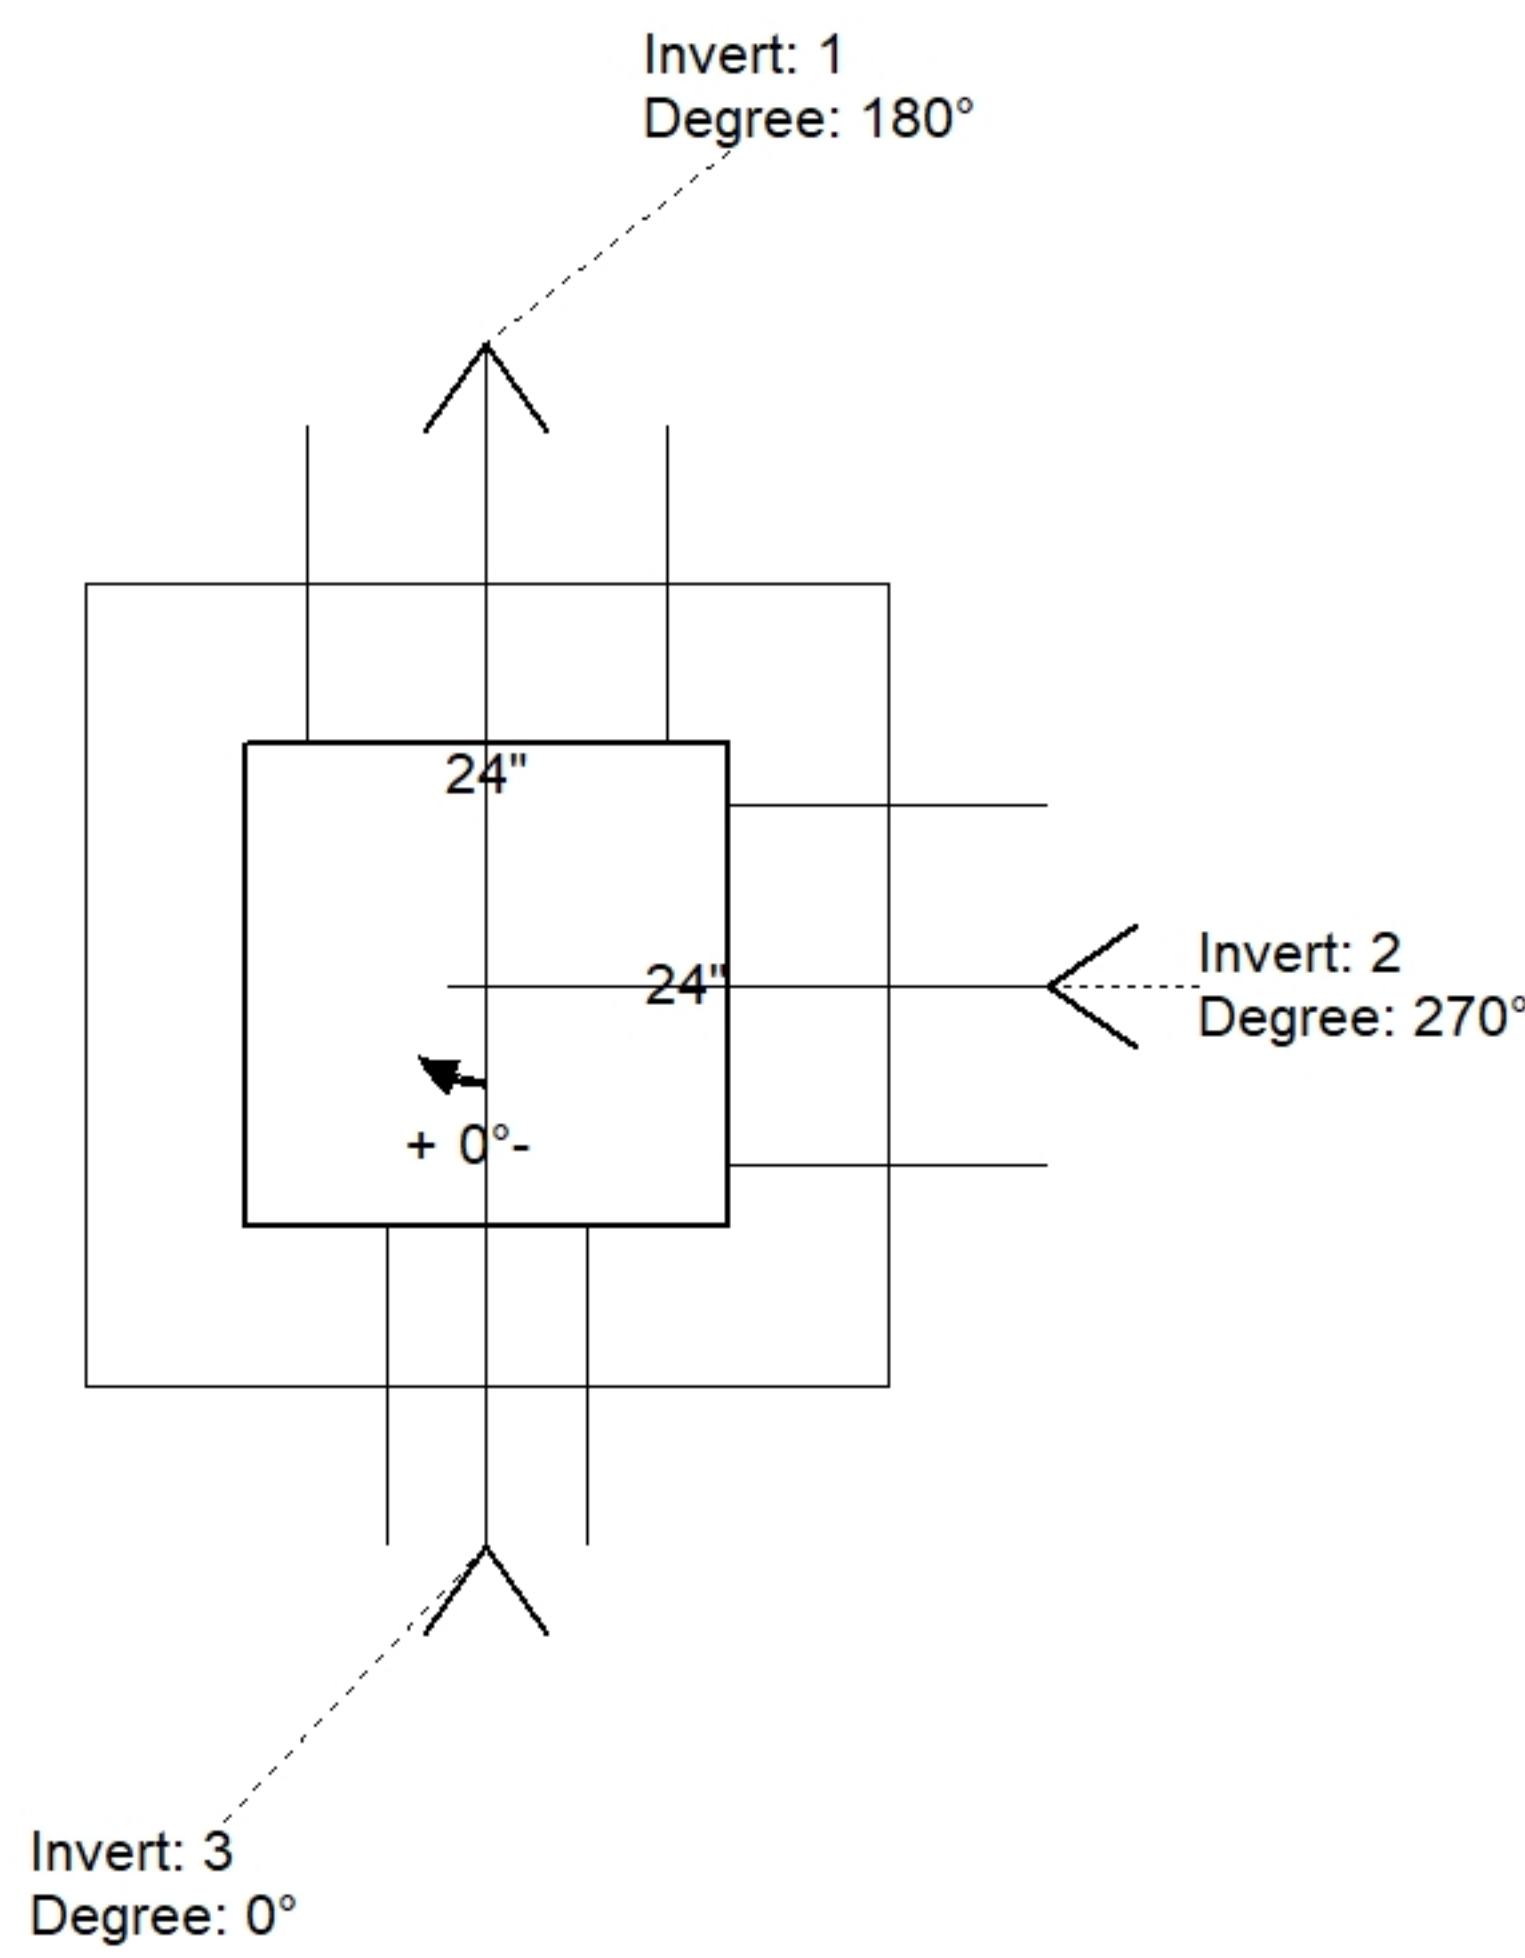 Invert: 1
Degree: 180°
24"
24"
Invert: 2
Degree: 270°
+ 0°-
Invert: 3
Degree: 0°